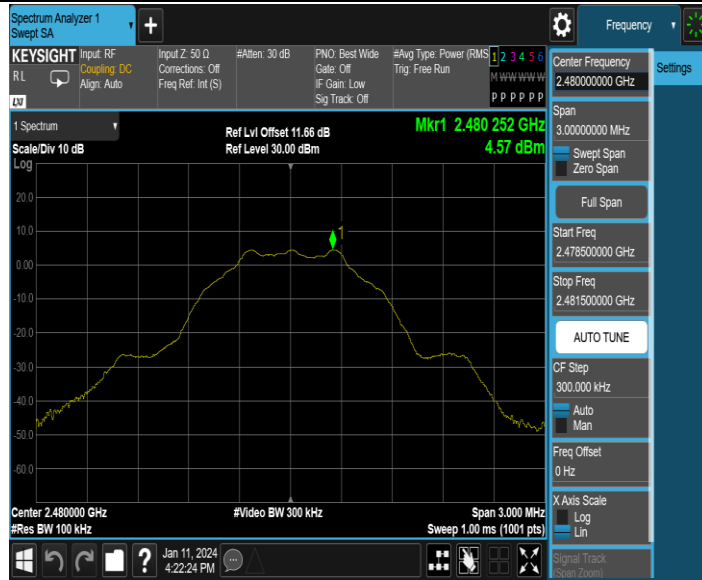 Spectrum Analyzer 1
Swept SA
+
Frequency
KEYSIGHT
RL
LXI
Input: RF
Coupling: DC
Align: Auto
Input Z: 50 Ω
Corrections: Off
Freq Ref: Int (S)
#Atten: 30 dB
PNO: Best Wide
Gate: Off
IF Gain: Low
Sig Track: Off
#Avg Type: Power (RMS
Trig: Free Run
1 2 3 4 5 6
M W W W W W
P P P P P P
1 Spectrum
Scale/Div 10 dB
Log
Ref Lvl Offset 11.66 dB
Ref Level 30.00 dBm
Mkr1 2.480 252 GHz
4.57 dBm
20.0
10.0
0.00
-10.0
-20.0
-30.0
-40.0
-50.0
-60.0
1
Center 2.480000 GHz
#Res BW 100 kHz
#Video BW 300 kHz
Span 3.000 MHz
Sweep 1.00 ms (1001 pts)
Center Frequency
2.480000000 GHz
Settings
Span
3.00000000 MHz
Swept Span
Zero Span
Full Span
Start Freq
2.478500000 GHz
Stop Freq
2.481500000 GHz
AUTO TUNE
CF Step
300.000 kHz
Auto
Man
Freq Offset
0 Hz
X Axis Scale
Log
Lin
Signal Track
(Span Zoom)
?
Jan 11, 2024
4:22:24 PM